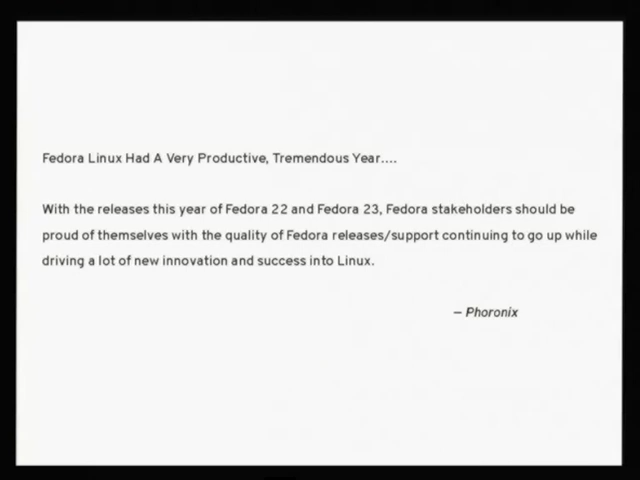 Fedora Linux Had A Very Productive, Tremendous Year....
With the releases this year of Fedora 22 and Fedora 23, Fedora stakeholders should be
proud of themselves with the quality of Fedora releases/support continuing to go up while
driving a lot of new innovation and success into Linux.
– Phoronix